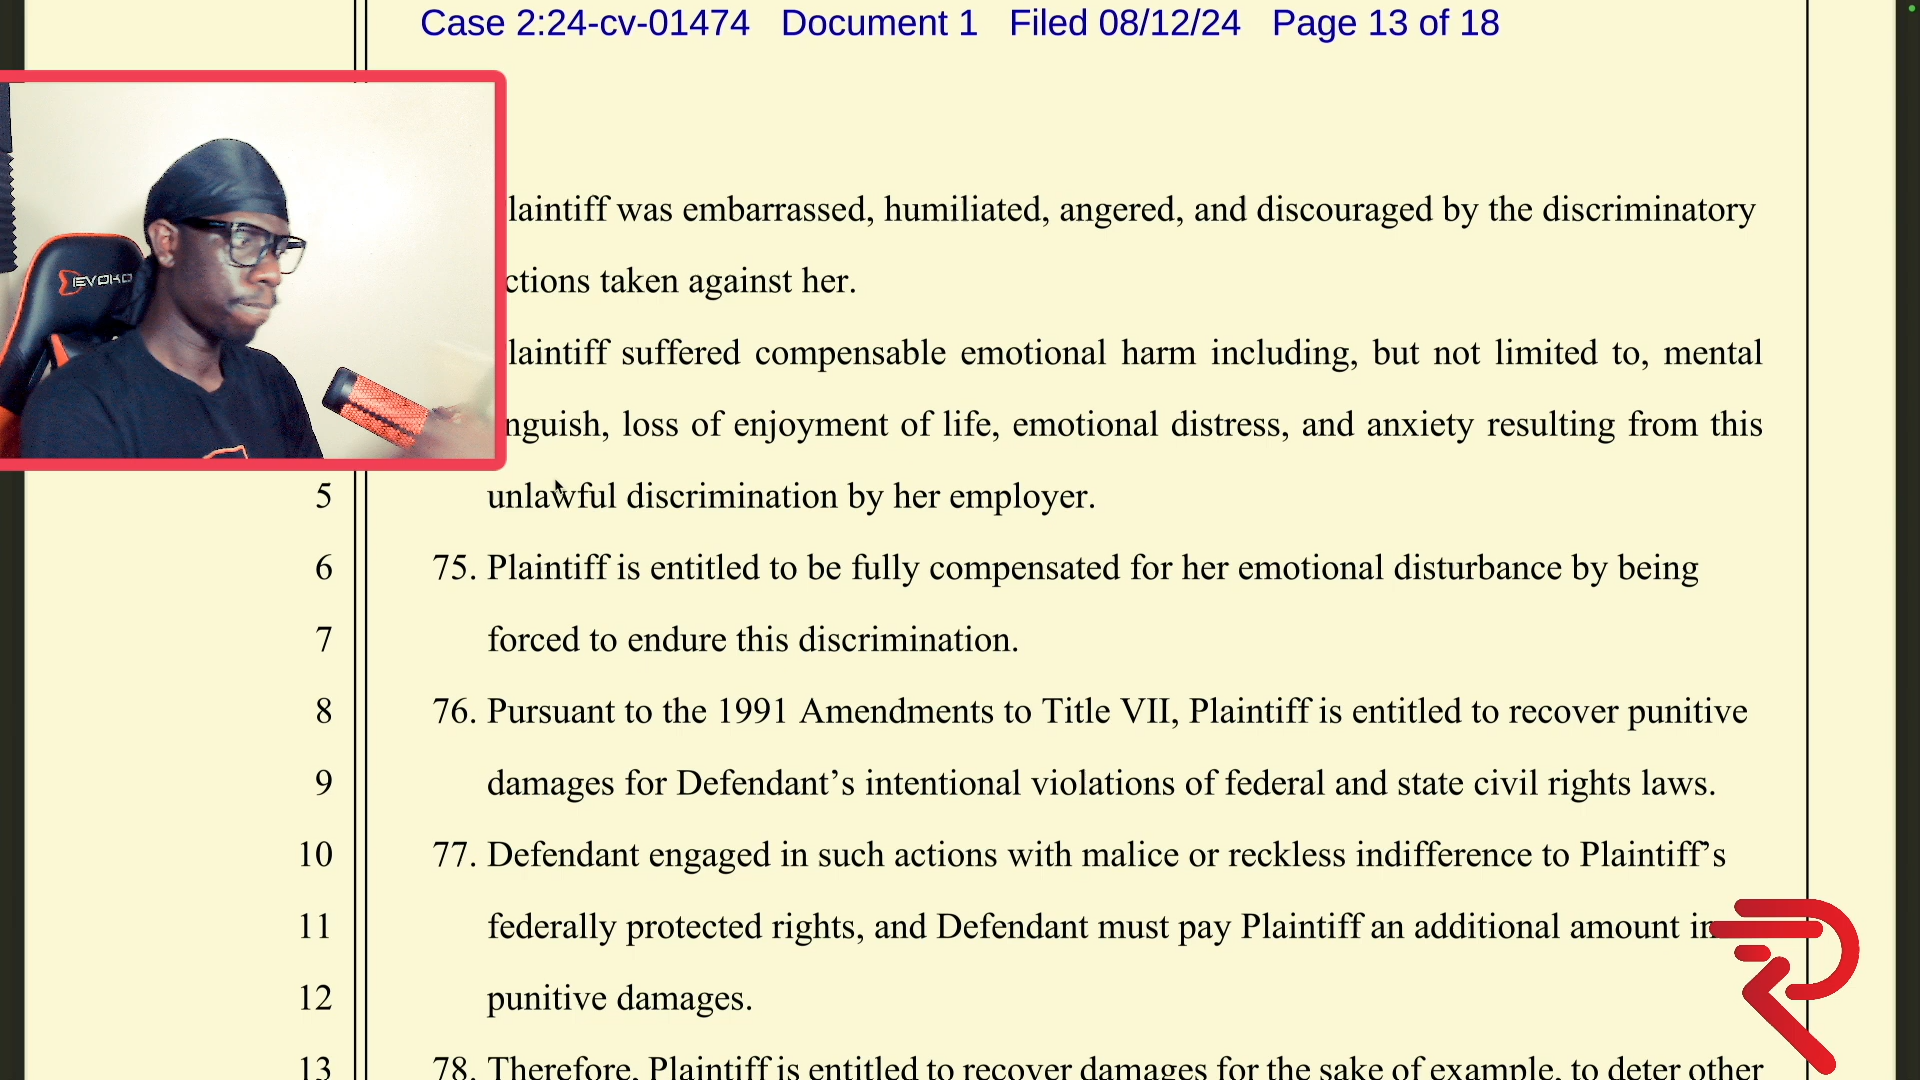 Case 2:24-cv-01474 Document 1 Filed 08/12/24 Page 13 of 18
laintiff was embarrassed, humiliated, angered, and discouraged by the discriminatory
ctions taken against her.
laintiff suffered compensable emotional harm including, but not limited to, mental
nguish, loss of enjoyment of life, emotional distress, and anxiety resulting from this
5 unlawful discrimination by her employer.
6 75. Plaintiff is entitled to be fully compensated for her emotional disturbance by being
7 forced to endure this discrimination.
8 76. Pursuant to the 1991 Amendments to Title VII, Plaintiff is entitled to recover punitive
9 damages for Defendant’s intentional violations of federal and state civil rights laws.
10 77. Defendant engaged in such actions with malice or reckless indifference to Plaintiff’s
11 federally protected rights, and Defendant must pay Plaintiff an additional amount in
12 punitive damages.
13 78. Therefore, Plaintiff is entitled to recover damages for the sake of example, to deter other
EVOKO